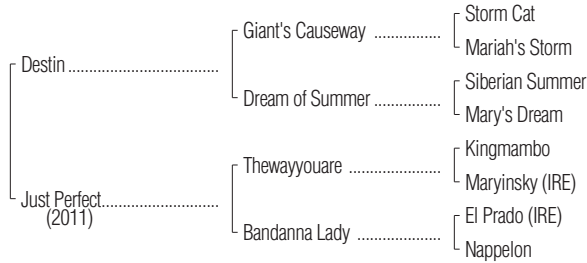 Storm Cat
Giant's Causeway
Mariah's Storm
Destin
Siberian Summer
Dream of Summer
Mary's Dream
Kingmambo
Thewayyouare
Maryinsky (IRE)
Just Perfect
(2011)
El Prado (IRE)
Bandanna Lady
Nappelon